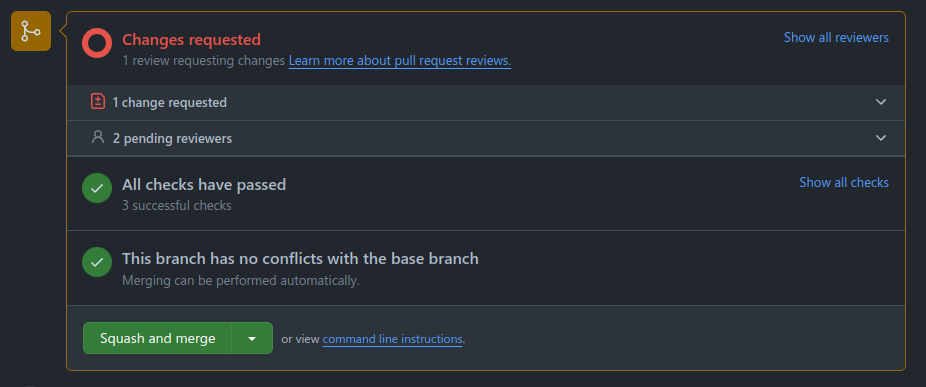 Changes requested
Show all reviewers
1 review requesting changes Learn more about pull request reviews.
1 change requested
2 pending reviewers
All checks have passed
Show all checks
3 successful checks
This branch has no conflicts with the base branch
Merging can be performed automatically.
Squash and merge
or view command line instructions.